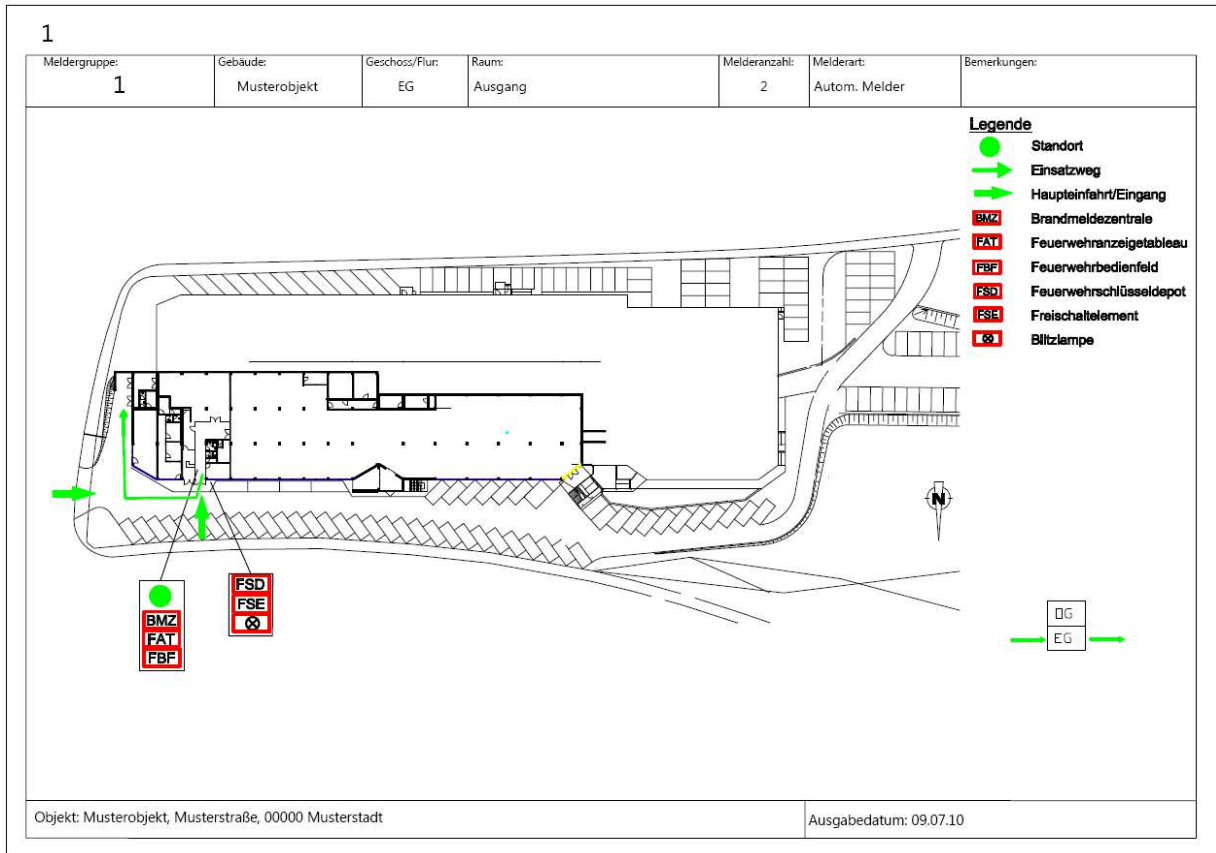 1
Meldergruppe:
1
Gebäude:
Musterobjekt
Geschoss/Flur:
EG
Raum:
Ausgang
Melderanzahl:
2
Melderart:
Autom. Melder
Bemerkungen:
Legende
Standort
Einsatzweg
Haupteinfahrt/Eingang
BMZ Brandmeldezentrale
FAT Feuerwehranzeigetableau
FBF Feuerwehrbedienfeld
FSD Feuerwehrschlüsseldepot
FSE Freischaltelement
Blitzlampe
N
BMZ
FAT
FBF
FSD
FSE
OG
EG
Objekt: Musterobjekt, Musterstraße, 00000 Musterstadt
Ausgabedatum: 09.07.10